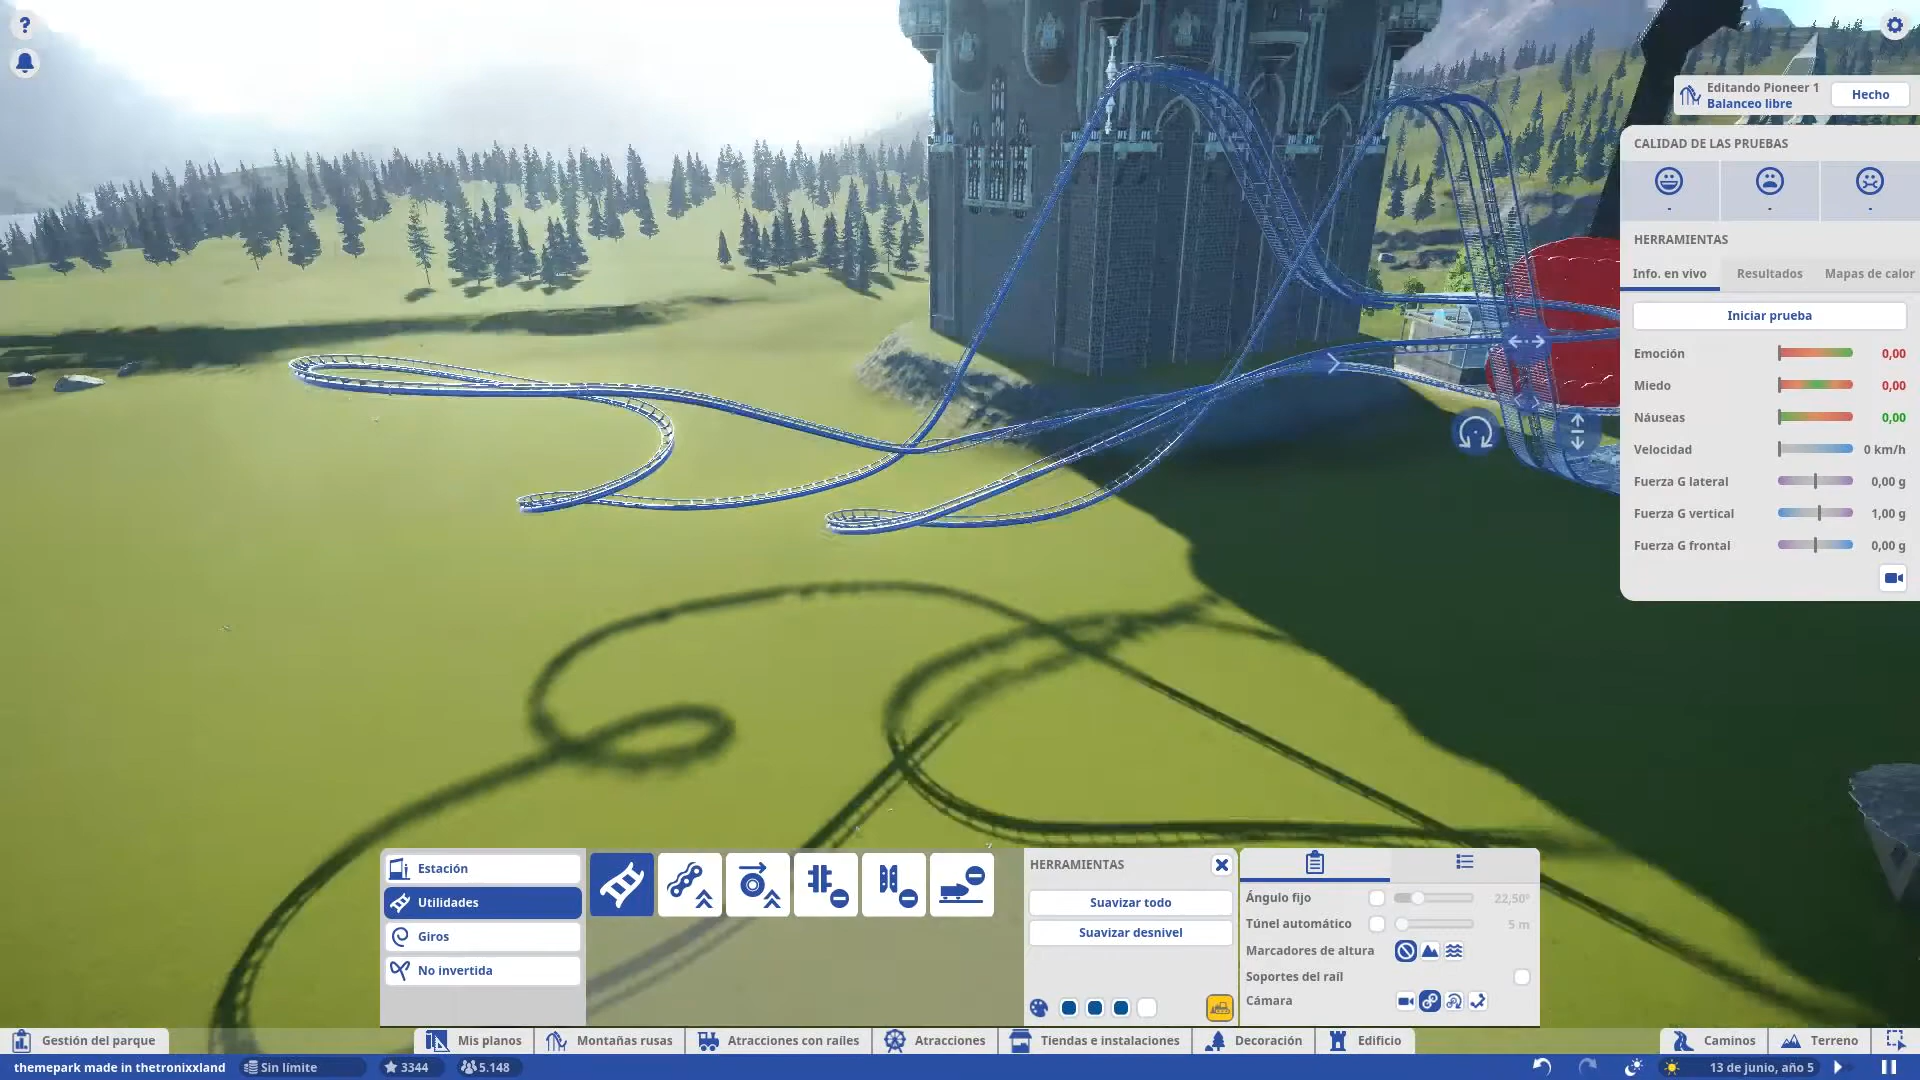 ?
Editando Pioneer 1
Balanceo libre
Hecho
CALIDAD DE LAS PRUEBAS
- - -
HERRAMIENTAS
Info. en vivo Resultados Mapas de calor
Iniciar prueba
Emoción 0,00
Miedo 0,00
Náuseas 0,00
Velocidad 0 km/h
Fuerza G lateral 0,00 g
Fuerza G vertical 1,00 g
Fuerza G frontal 0,00 g
Estación
Utilidades
Giros
No invertida
HERRAMIENTAS
Suavizar todo
Suavizar desnivel
Ángulo fijo 22,50°
Túnel automático 5 m
Marcadores de altura
Soportes del raíl
Cámara
Gestión del parque Mis planos Montañas rusas Atracciones con raíles Atracciones Tiendas e instalaciones Decoración Edificio Caminos Terreno
themepark made in thetronixxland Sin límite 3344 5.148 13 de junio, año 5